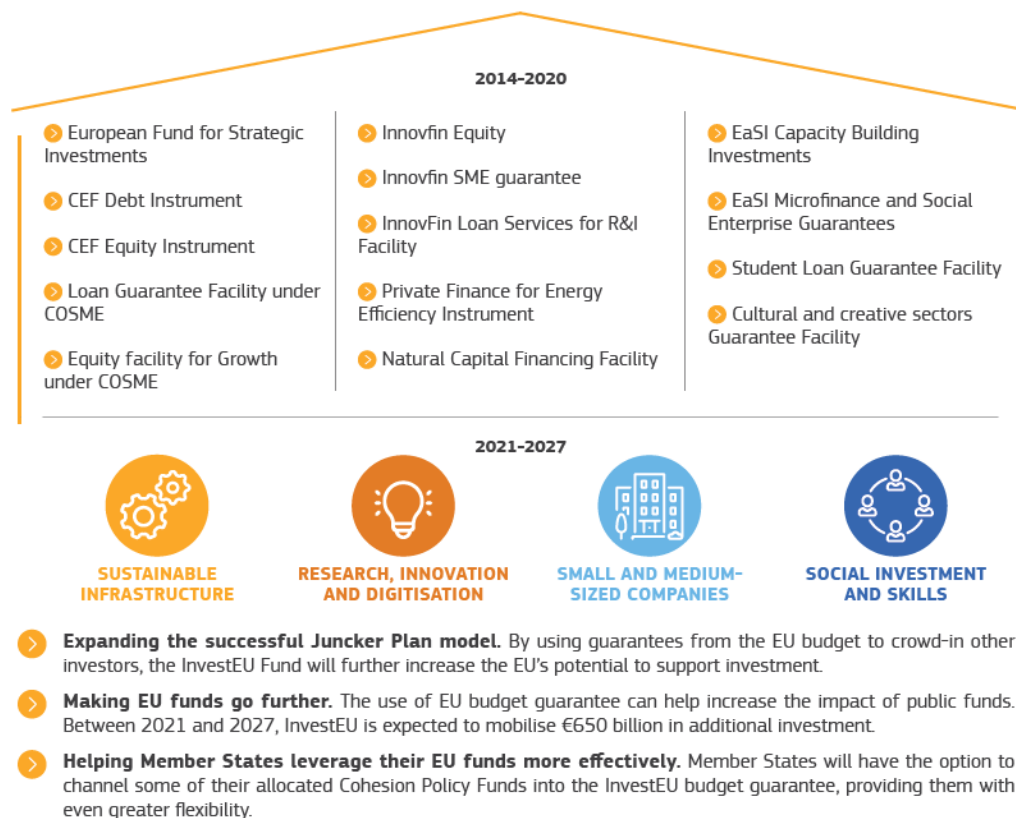 2014-2020
European Fund for Strategic
Investments
CEF Debt Instrument
CEF Equity Instrument
Loan Guarantee Facility under
COSME
Equity facility for Growth
under COSME
Innovfin Equity
Innovfin SME guarantee
InnovFin Loan Services for R&I
Facility
Private Finance for Energy
Efficiency Instrument
Natural Capital Financing Facility
EaSI Capacity Building
Investments
EaSI Microfinance and Social
Enterprise Guarantees
Student Loan Guarantee Facility
Cultural and creative sectors
Guarantee Facility
2021-2027
SUSTAINABLE
INFRASTRUCTURE
RESEARCH, INNOVATION
AND DIGITISATION
SMALL AND MEDIUM-
SIZED COMPANIES
SOCIAL INVESTMENT
AND SKILLS
Expanding the successful Juncker Plan model. By using guarantees from the EU budget to crowd-in other
investors, the InvestEU Fund will further increase the EU's potential to support investment.
Making EU funds go further. The use of EU budget guarantee can help increase the impact of public funds.
Between 2021 and 2027, InvestEU is expected to mobilise €650 billion in additional investment.
Helping Member States leverage their EU funds more effectively. Member States will have the option to
channel some of their allocated Cohesion Policy Funds into the InvestEU budget guarantee, providing them with
even greater flexibility.